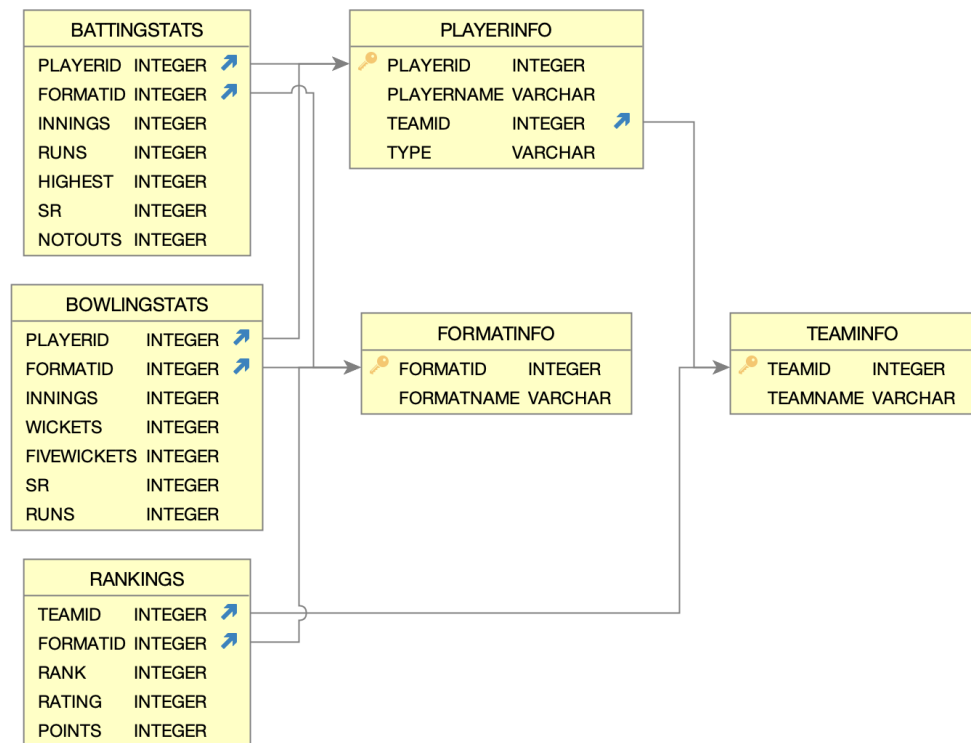 BATTINGSTATS
PLAYERID INTEGER
FORMATID INTEGER
INNINGS INTEGER
RUNS INTEGER
HIGHEST INTEGER
SR INTEGER
NOTOUTS INTEGER
PLAYERINFO
PLAYERID INTEGER
PLAYERNAME VARCHAR
TEAMID INTEGER
TYPE VARCHAR
BOWLINGSTATS
PLAYERID INTEGER
FORMATID INTEGER
INNINGS INTEGER
WICKETS INTEGER
FIVEWICKETS INTEGER
SR INTEGER
RUNS INTEGER
FORMATINFO
FORMATID INTEGER
FORMATNAME VARCHAR
TEAMINFO
TEAMID INTEGER
TEAMNAME VARCHAR
RANKINGS
TEAMID INTEGER
FORMATID INTEGER
RANK INTEGER
RATING INTEGER
POINTS INTEGER